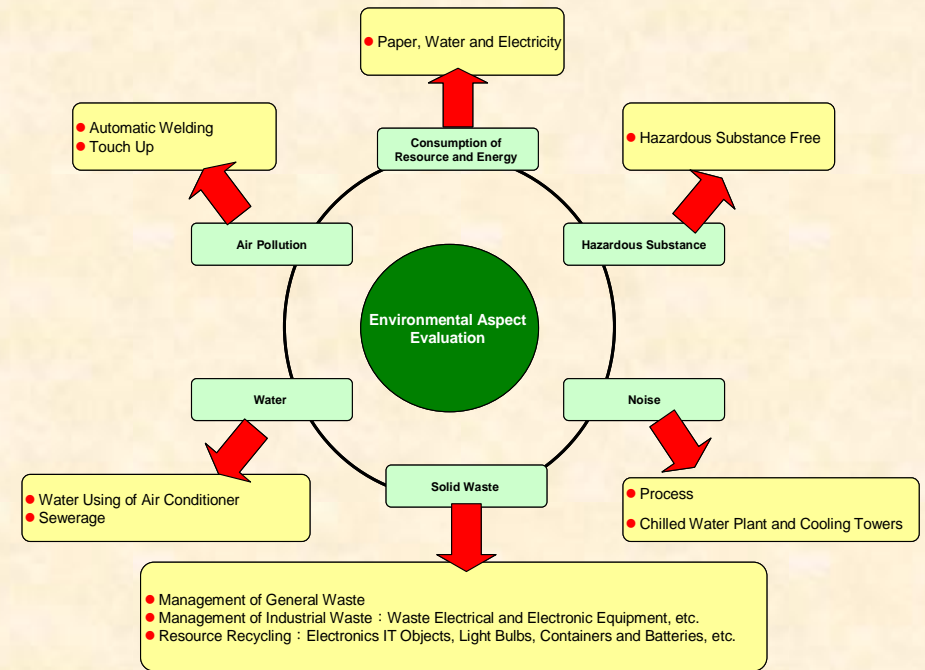 ● Paper, Water and Electricity
● Automatic Welding
● Touch Up
● Hazardous Substance Free
Consumption of
Resource and Energy
Air Pollution
Hazardous Substance
Environmental Aspect
Evaluation
Water
Noise
Solid Waste
● Water Using of Air Conditioner
● Sewerage
● Process
● Chilled Water Plant and Cooling Towers
● Management of General Waste
● Management of Industrial Waste：Waste Electrical and Electronic Equipment, etc.
● Resource Recycling：Electronics IT Objects, Light Bulbs, Containers and Batteries, etc.